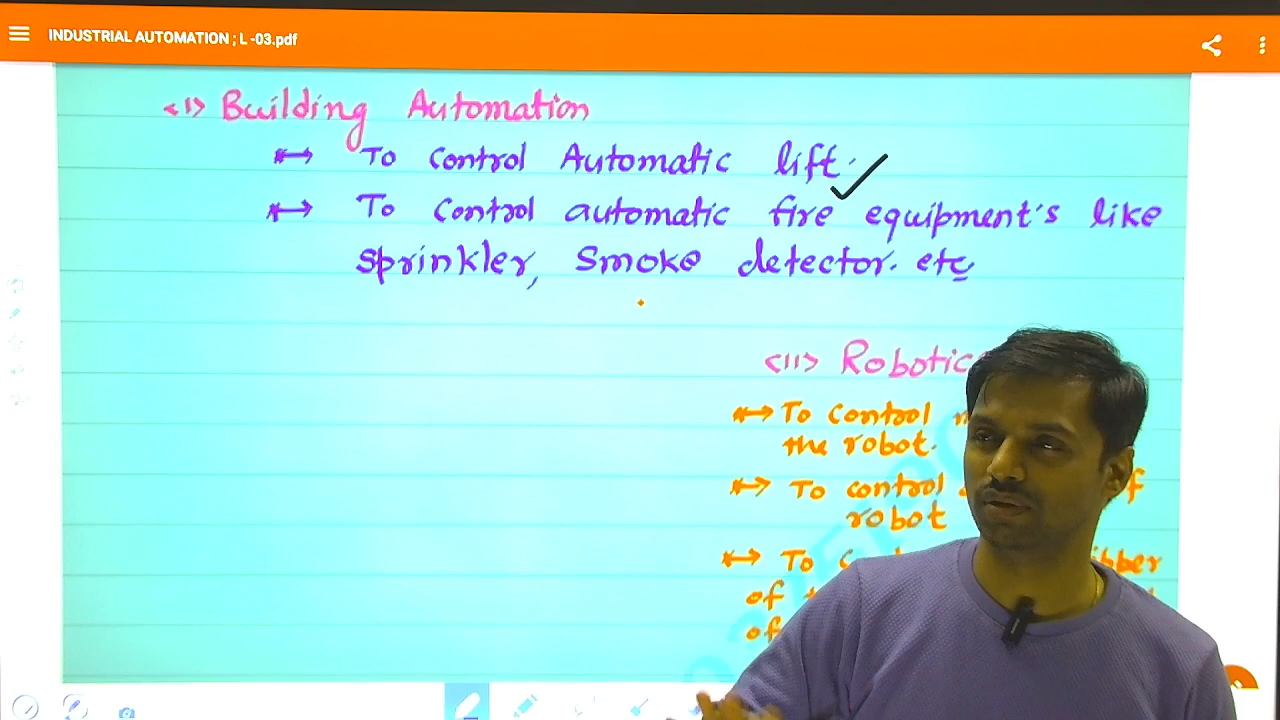 INDUSTRIAL AUTOMATION ; L -03.pdf
<1> Building Automation
To control Automatic lift.
To control automatic fire equipment's like
sprinkler, Smoke detector. etc
<11> Robotic
To control
the robot.
To control of
robot
To
of
of